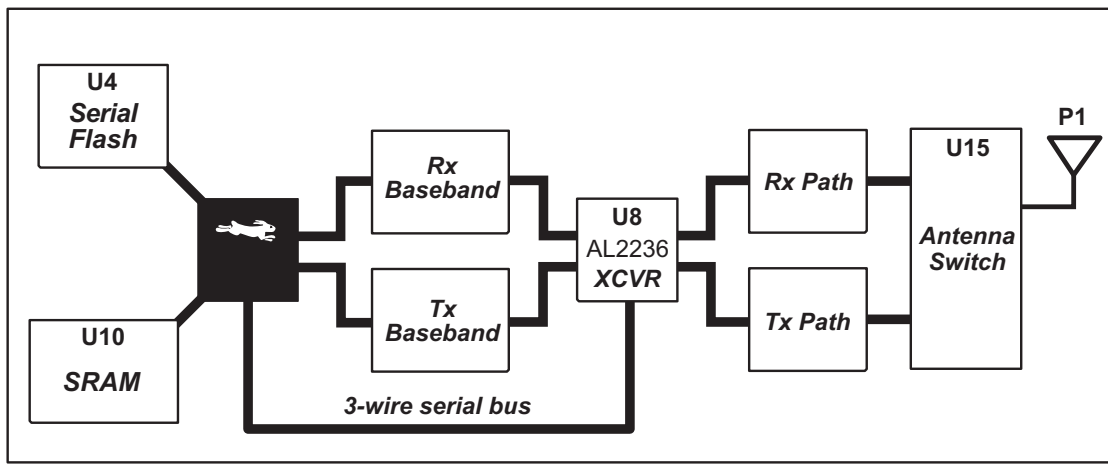 U4
Serial
Flash
U10
SRAM
Rx
Baseband
Tx
Baseband
3-wire serial bus
U8
AL2236
XCVR
Rx Path
Tx Path
U15
Antenna
Switch
P1